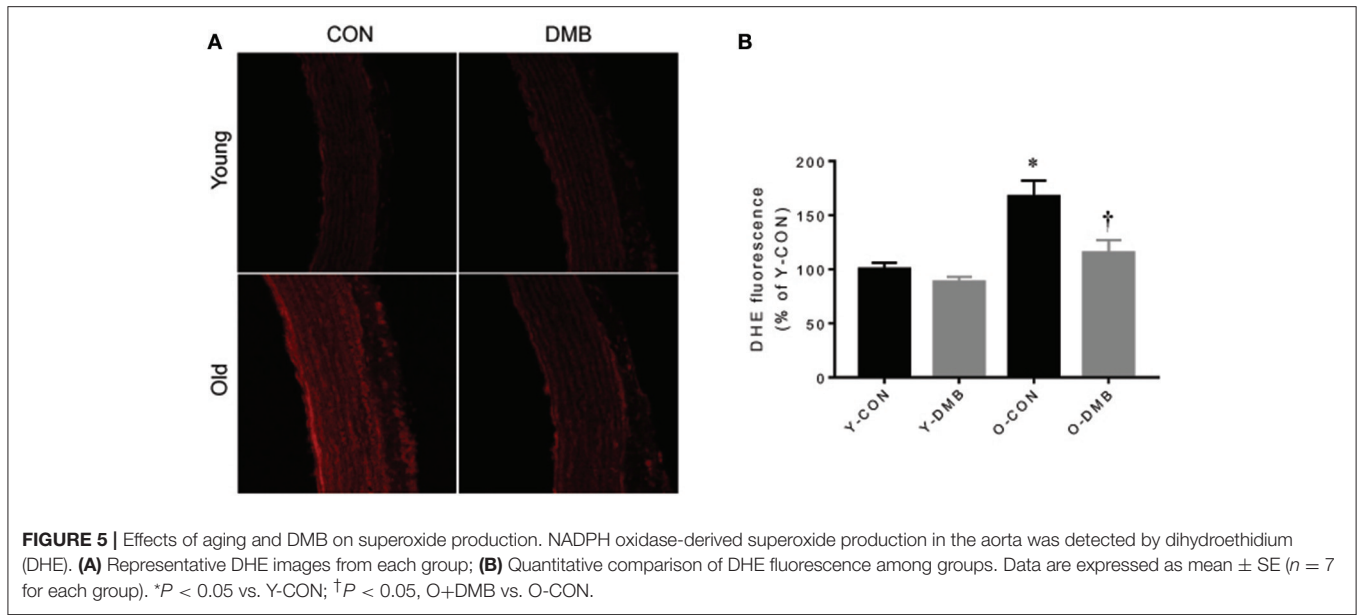 A
CON
DMB
Young
Old
B
DHE fluorescence
(% of Y-CON)
200
150
100
50
0
*
†
Y-CON
Y-DMB
O-CON
O-DMB
FIGURE 5 | Effects of aging and DMB on superoxide production. NADPH oxidase-derived superoxide production in the aorta was detected by dihydroethidium
(DHE). (A) Representative DHE images from each group; (B) Quantitative comparison of DHE fluorescence among groups. Data are expressed as mean ± SE (n = 7
for each group). *P < 0.05 vs. Y-CON; †P < 0.05, O+DMB vs. O-CON.